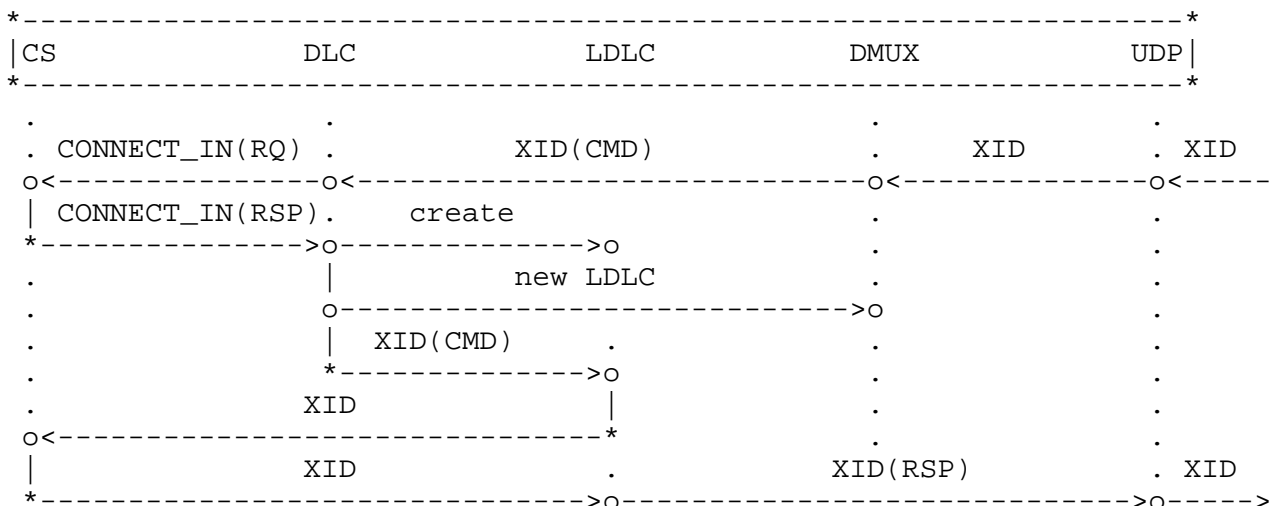 CS DLC LDLC DMUX UDP
CONNECT_IN(RQ) XID(CMD) XID XID
CONNECT_IN(RSP) create
new LDLC
XID(CMD)
XID
XID XID(RSP) XID